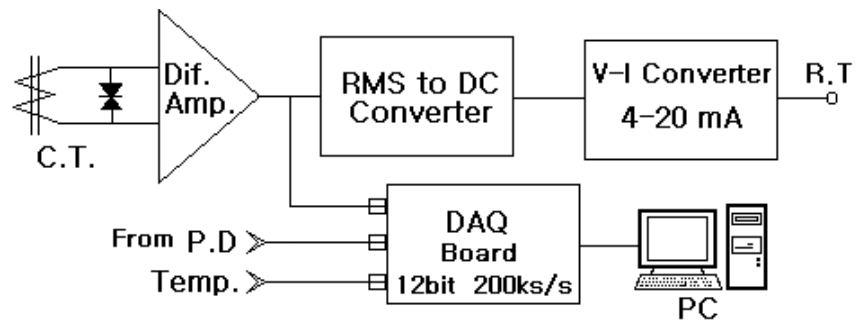 Dif.
Amp.
C.T.
RMS to DC
Converter
V-I Converter
4-20 mA
R.T
From P.D
Temp.
DAQ
Board
12bit 200ks/s
PC